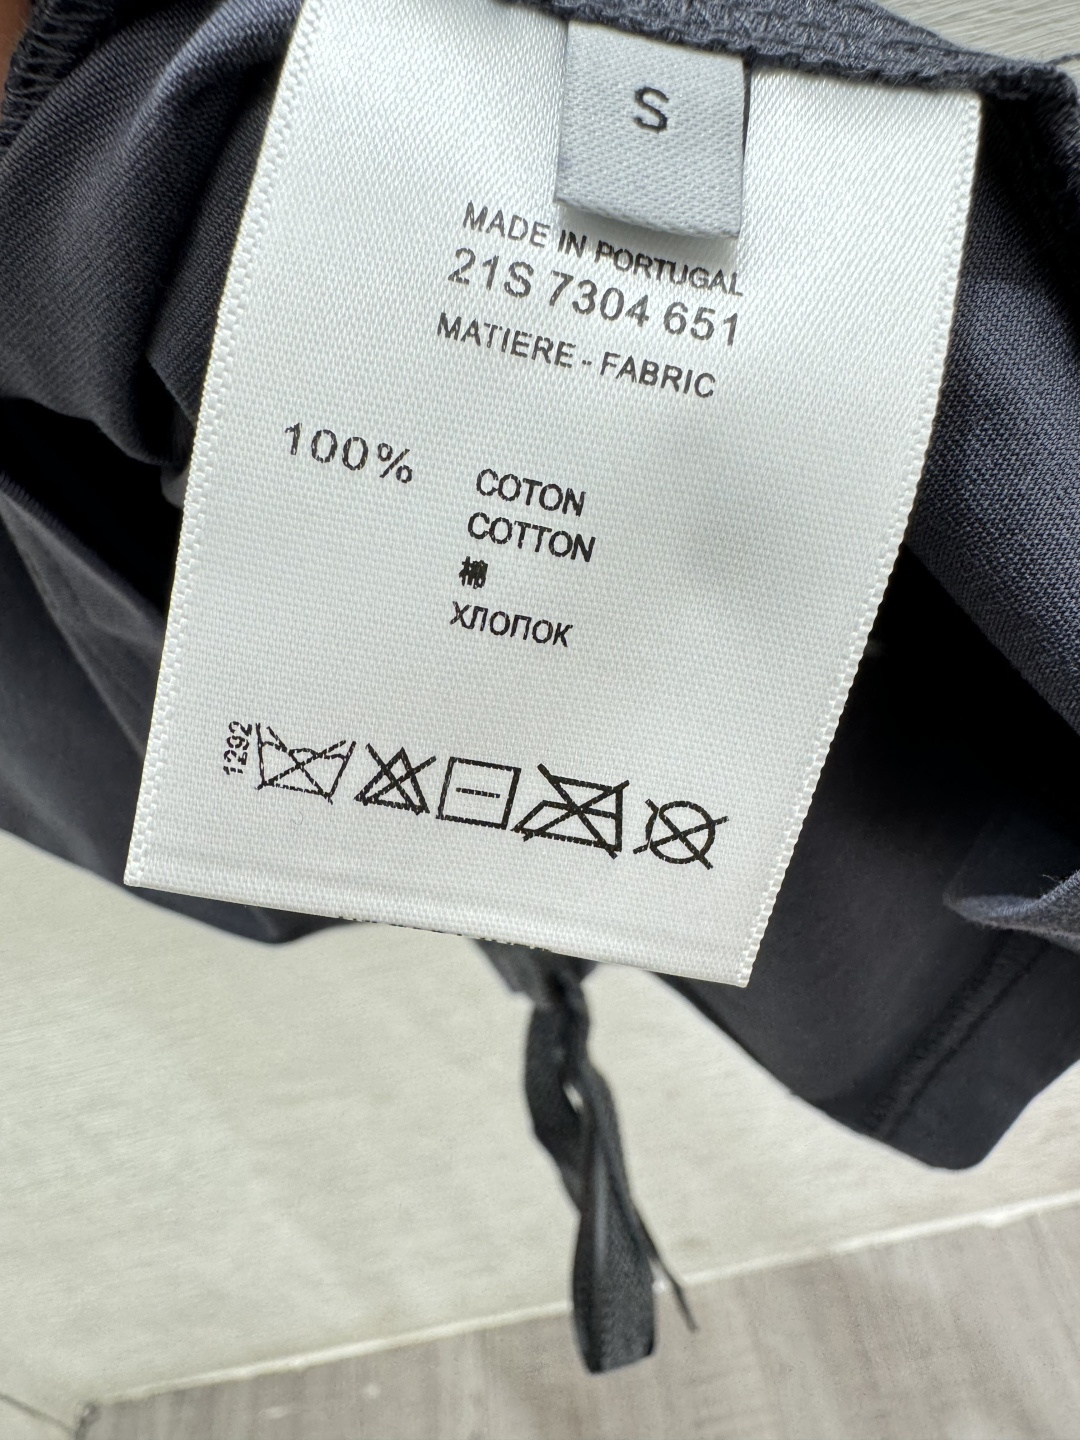 S
MADE IN PORTUGAL
21S 7304 651
MATIERE - FABRIC
100% COTON
COTTON
棉
ХЛОПОК
1292